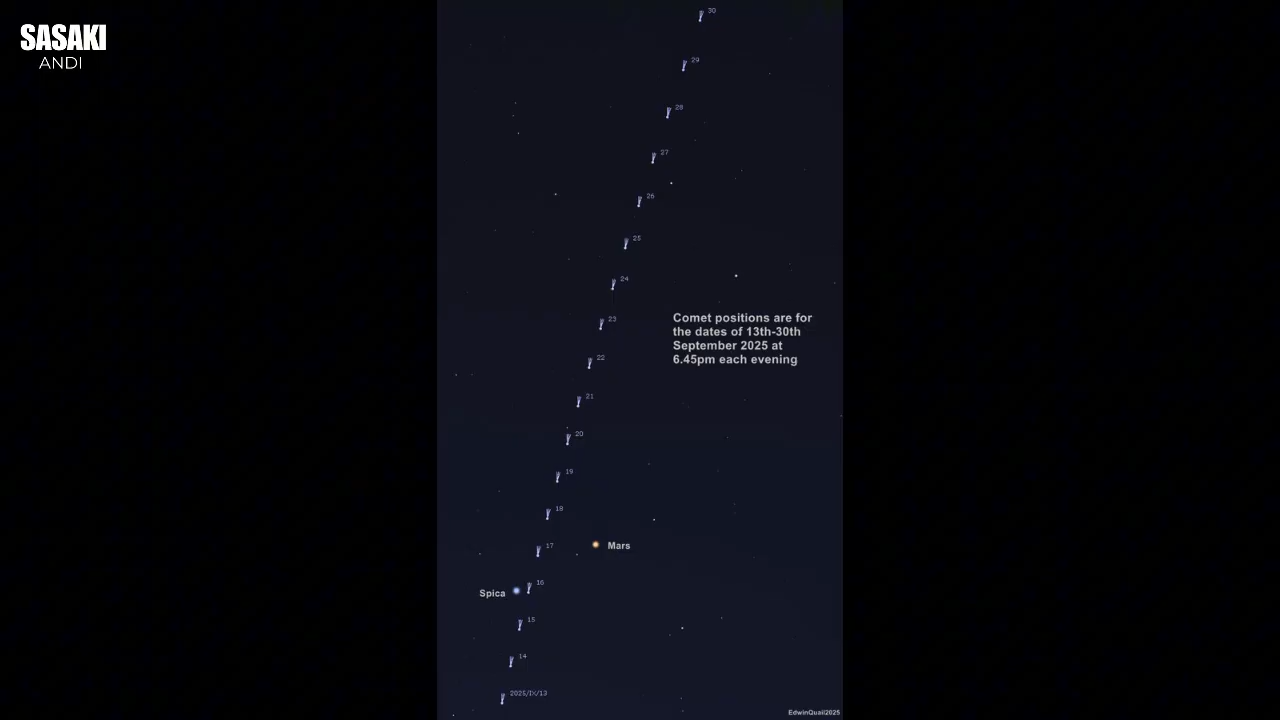 SASAKI
ANDI
30
29
28
27
26
25
24
Comet positions are for
the dates of 13th-30th
September 2025 at
6.45pm each evening
23
22
21
20
19
18
17
Mars
16
Spica
15
14
2025/IX/13
EdwinQuail2025